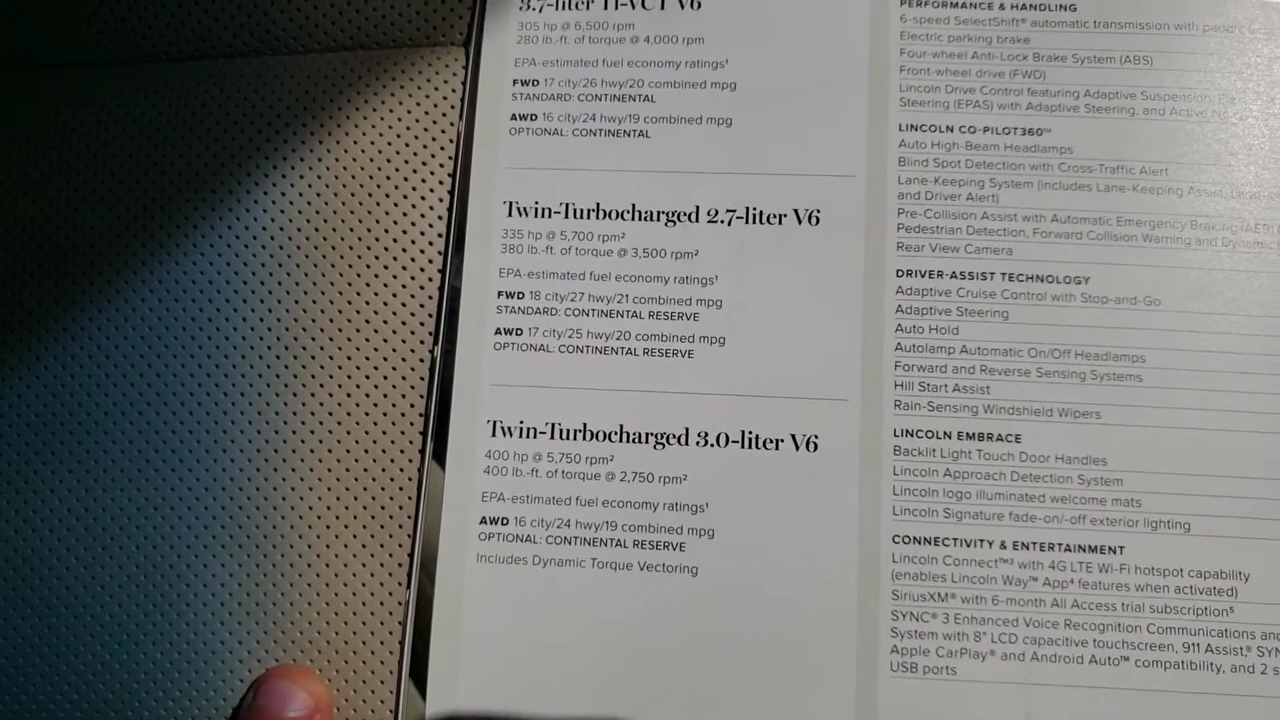 3.7-liter Ti-VCT V6
305 hp @ 6,500 rpm
280 lb.-ft. of torque @ 4,000 rpm
EPA-estimated fuel economy ratings¹
FWD 17 city/26 hwy/20 combined mpg
STANDARD: CONTINENTAL
AWD 16 city/24 hwy/19 combined mpg
OPTIONAL: CONTINENTAL
Twin-Turbocharged 2.7-liter V6
335 hp @ 5,700 rpm²
380 lb.-ft. of torque @ 3,500 rpm²
EPA-estimated fuel economy ratings¹
FWD 18 city/27 hwy/21 combined mpg
STANDARD: CONTINENTAL RESERVE
AWD 17 city/25 hwy/20 combined mpg
OPTIONAL: CONTINENTAL RESERVE
Twin-Turbocharged 3.0-liter V6
400 hp @ 5,750 rpm²
400 lb.-ft. of torque @ 2,750 rpm²
EPA-estimated fuel economy ratings¹
AWD 16 city/24 hwy/19 combined mpg
OPTIONAL: CONTINENTAL RESERVE
Includes Dynamic Torque Vectoring
PERFORMANCE & HANDLING
6-speed SelectShift® automatic transmission with
Electric parking brake
Four-wheel Anti-Lock Brake System (ABS)
Front-wheel drive (FWD)
Lincoln Drive Control featuring Adaptive Suspension,
Steering (EPAS) with Adaptive Steering, and Active
LINCOLN CO-PILOT360™
Auto High-Beam Headlamps
Blind Spot Detection with Cross-Traffic Alert
Lane-Keeping System (includes Lane-Keeping Assist,
and Driver Alert)
Pre-Collision Assist with Automatic Emergency Braking (AEB)
Pedestrian Detection, Forward Collision Warning and Dynamic
Rear View Camera
DRIVER-ASSIST TECHNOLOGY
Adaptive Cruise Control with Stop-and-Go
Adaptive Steering
Auto Hold
Autolamp Automatic On/Off Headlamps
Forward and Reverse Sensing Systems
Hill Start Assist
Rain-Sensing Windshield Wipers
LINCOLN EMBRACE
Backlit Light Touch Door Handles
Lincoln Approach Detection System
Lincoln logo illuminated welcome mats
Lincoln Signature fade-on/-off exterior lighting
CONNECTIVITY & ENTERTAINMENT
Lincoln Connect™³ with 4G LTE Wi-Fi hotspot capability
(enables Lincoln Way™ App⁴ features when activated)
SiriusXM® with 6-month All Access trial subscription⁵
SYNC® 3 Enhanced Voice Recognition Communications and
System with 8" LCD capacitive touchscreen, 911 Assist,®
Apple CarPlay® and Android Auto™ compatibility, and 2
USB ports